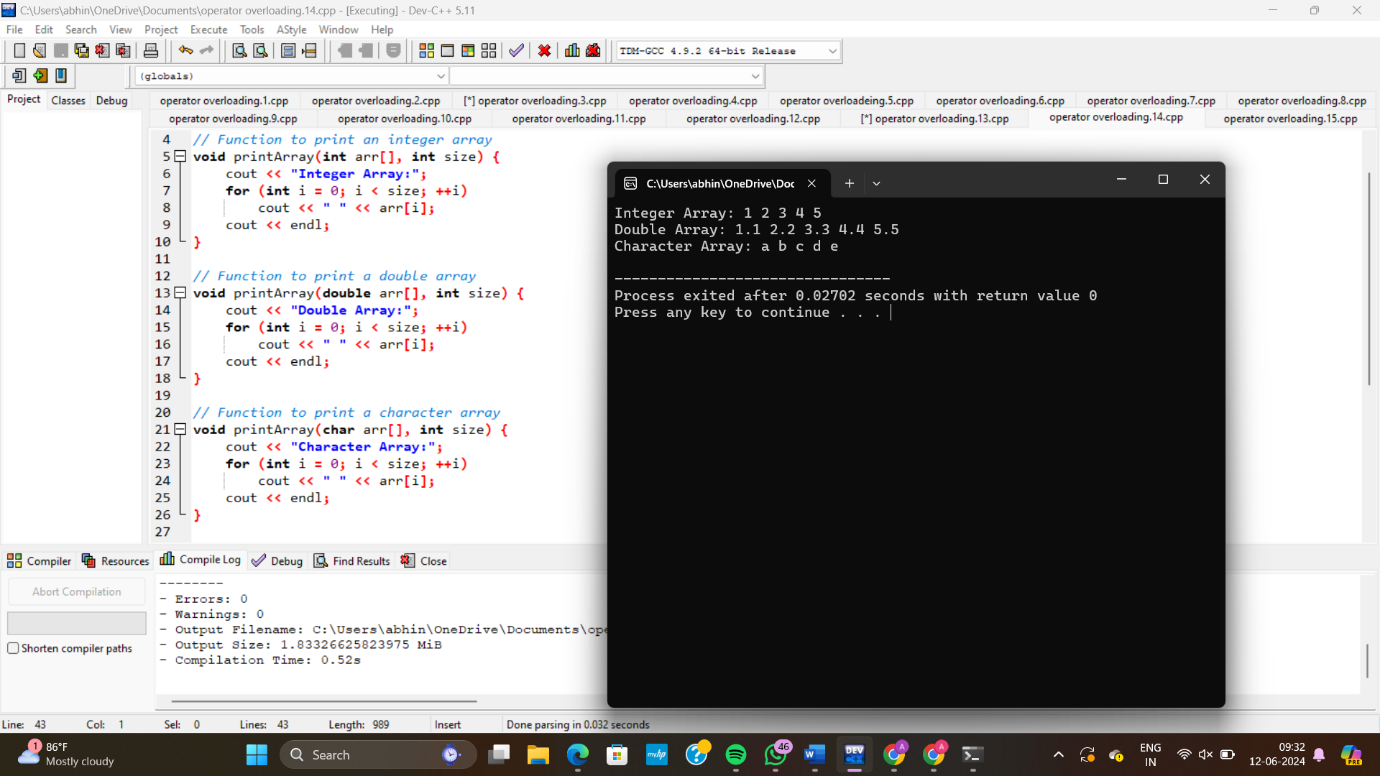 C:\Users\abhin\OneDrive\Documents\operator overloading.14.cpp - [Executing] - Dev-C++ 5.11
File Edit Search View Project Execute Tools AStyle Window Help
TDM-GCC 4.9.2 64-bit Release
(globals)
Project Classes Debug
operator overloading.1.cpp operator overloading.2.cpp [*] operator overloading.3.cpp operator overloading.4.cpp operator overloadeing.5.cpp operator overloading.6.cpp operator overloading.7.cpp operator overloading.8.cpp
operator overloading.9.cpp operator overloading.10.cpp operator overloading.11.cpp operator overloading.12.cpp [*] operator overloading.13.cpp operator overloading.14.cpp operator overloading.15.cpp
4 // Function to print an integer array
5 void printArray(int arr[], int size) {
6 cout << "Integer Array:";
7 for (int i = 0; i < size; ++i)
8 cout << " " << arr[i];
9 cout << endl;
10 }
11
12 // Function to print a double array
13 void printArray(double arr[], int size) {
14 cout << "Double Array:";
15 for (int i = 0; i < size; ++i)
16 cout << " " << arr[i];
17 cout << endl;
18 }
19
20 // Function to print a character array
21 void printArray(char arr[], int size) {
22 cout << "Character Array:";
23 for (int i = 0; i < size; ++i)
24 cout << " " << arr[i];
25 cout << endl;
26 }
27
C:\Users\abhin\OneDrive\Doc
Integer Array: 1 2 3 4 5
Double Array: 1.1 2.2 3.3 4.4 5.5
Character Array: a b c d e
--------------------------------
Process exited after 0.02702 seconds with return value 0
Press any key to continue . . .
Compiler Resources Compile Log Debug Find Results Close
Abort Compilation
Shorten compiler paths
--------
- Errors: 0
- Warnings: 0
- Output Filename: C:\Users\abhin\OneDrive\Documents\ope
- Output Size: 1.83326625823975 MiB
- Compilation Time: 0.52s
Line: 43 Col: 1 Sel: 0 Lines: 43 Length: 989 Insert Done parsing in 0.032 seconds
1
86°F
Mostly cloudy
Search
myhp
46
DEV
A
A
ENG
IN
09:32
12-06-2024
PRE